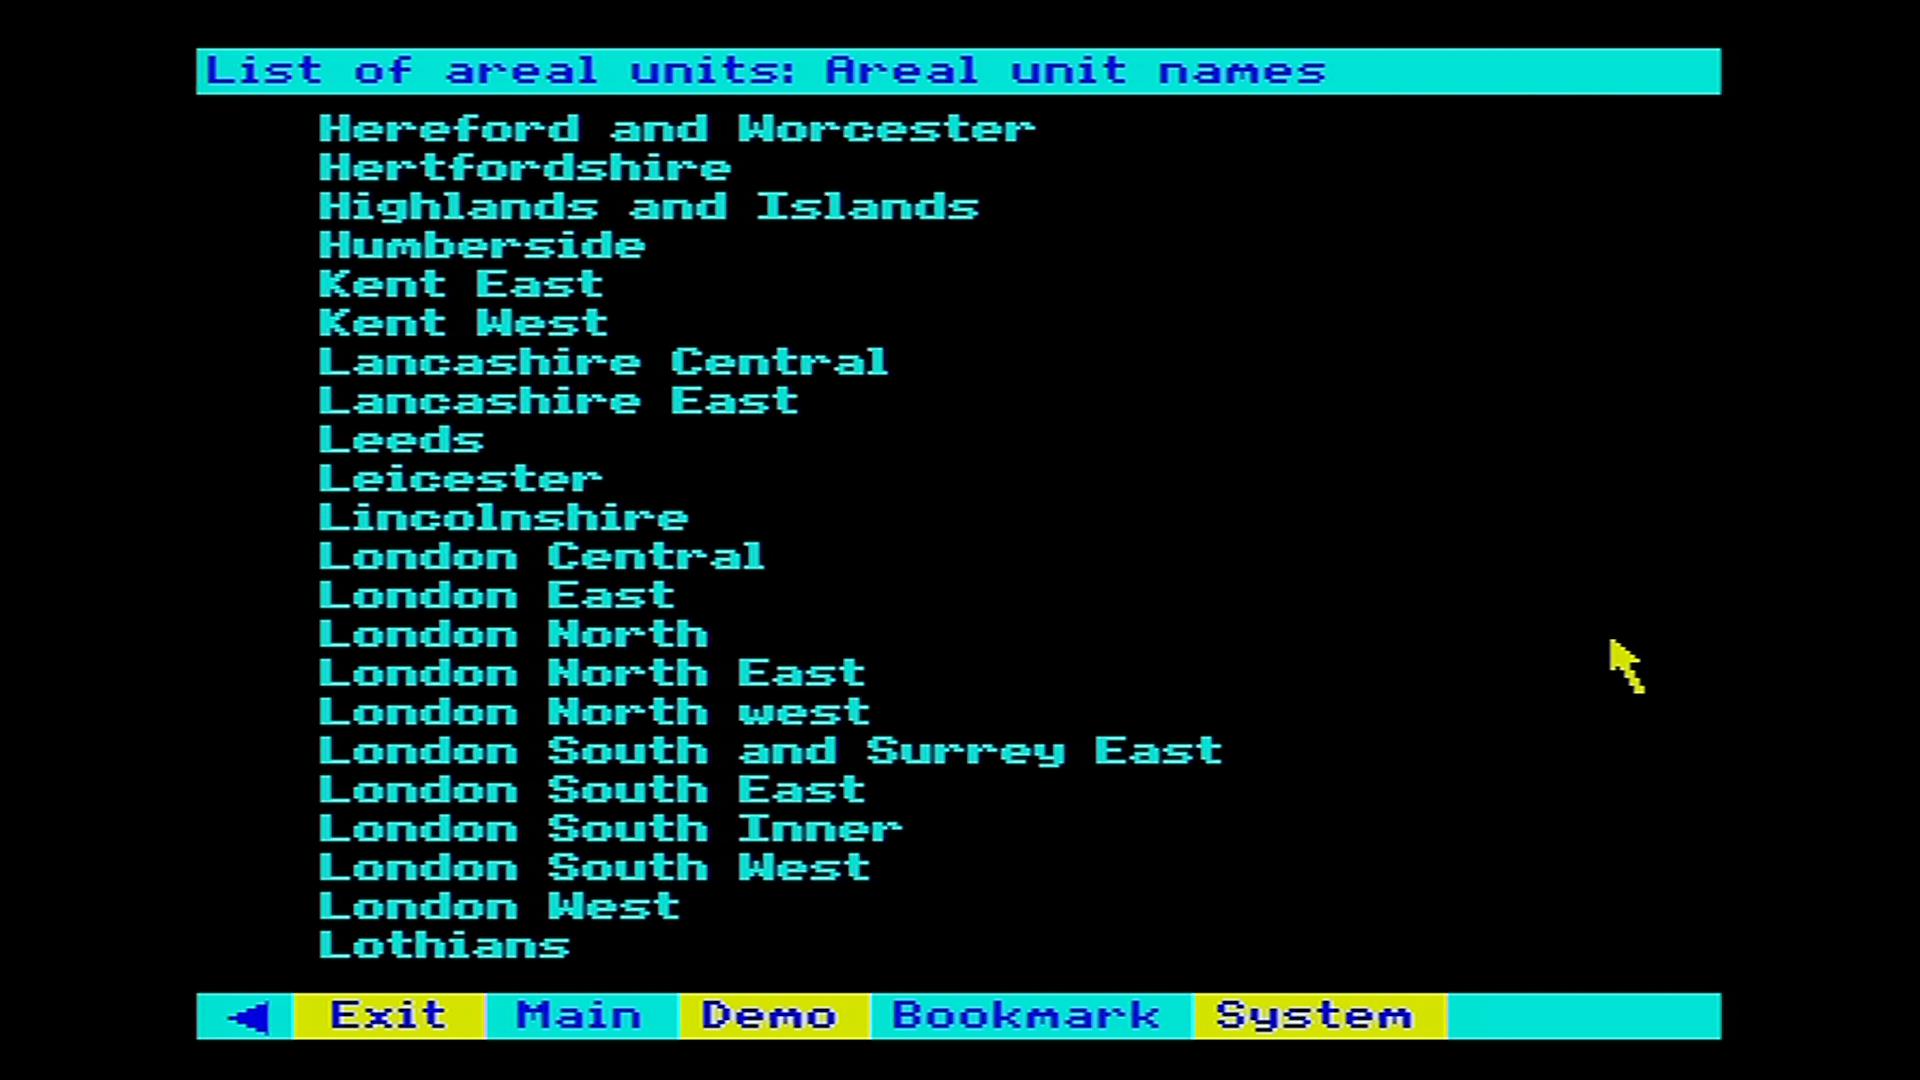 List of areal units: Areal unit names
Hereford and Worcester
Hertfordshire
Highlands and Islands
Humberside
Kent East
Kent West
Lancashire Central
Lancashire East
Leeds
Leicester
Lincolnshire
London Central
London East
London North
London North East
London North west
London South and Surrey East
London South East
London South Inner
London South West
London West
Lothians
Exit Main Demo Bookmark System